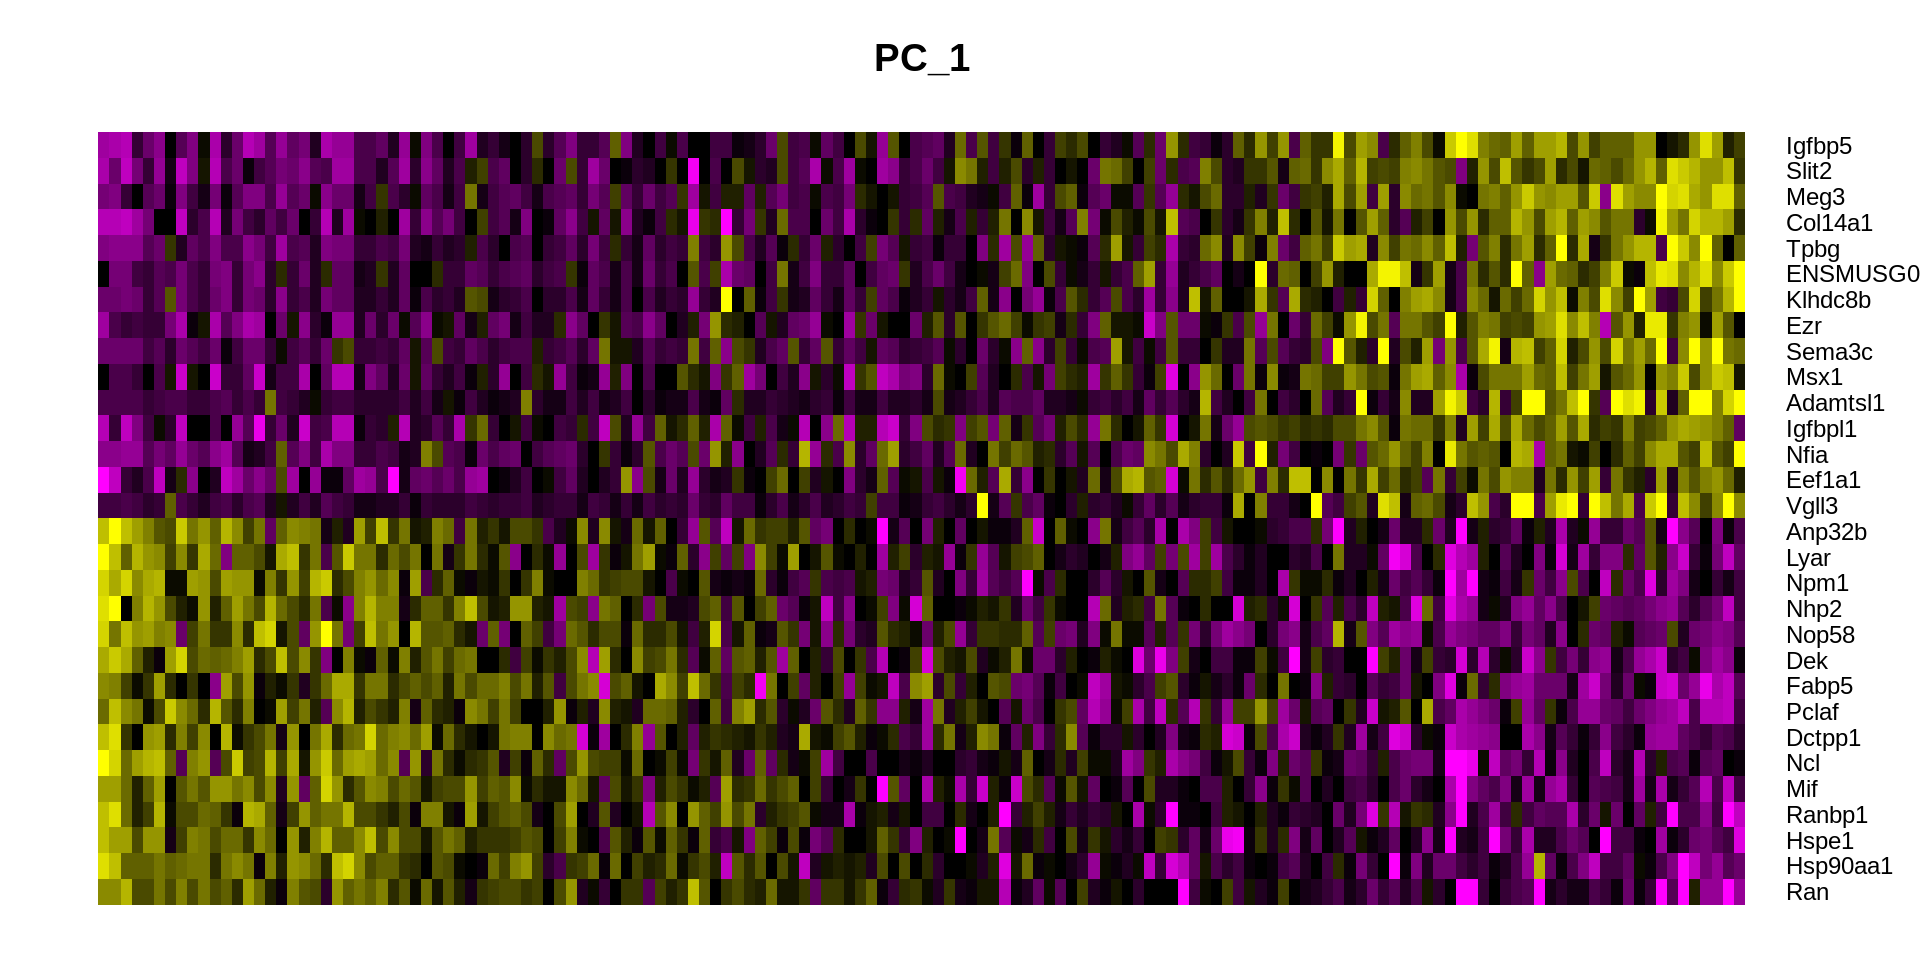 PC_1
Igfbp5
Slit2
Meg3
Col14a1
Tpbg
ENSMUSG0
Klhdc8b
Ezr
Sema3c
Msx1
Adamtsl1
Igfbpl1
Nfia
Eef1a1
Vgll3
Anp32b
Lyar
Npm1
Nhp2
Nop58
Dek
Fabp5
Pclaf
Dctpp1
Ncl
Mif
Ranbp1
Hspe1
Hsp90aa1
Ran